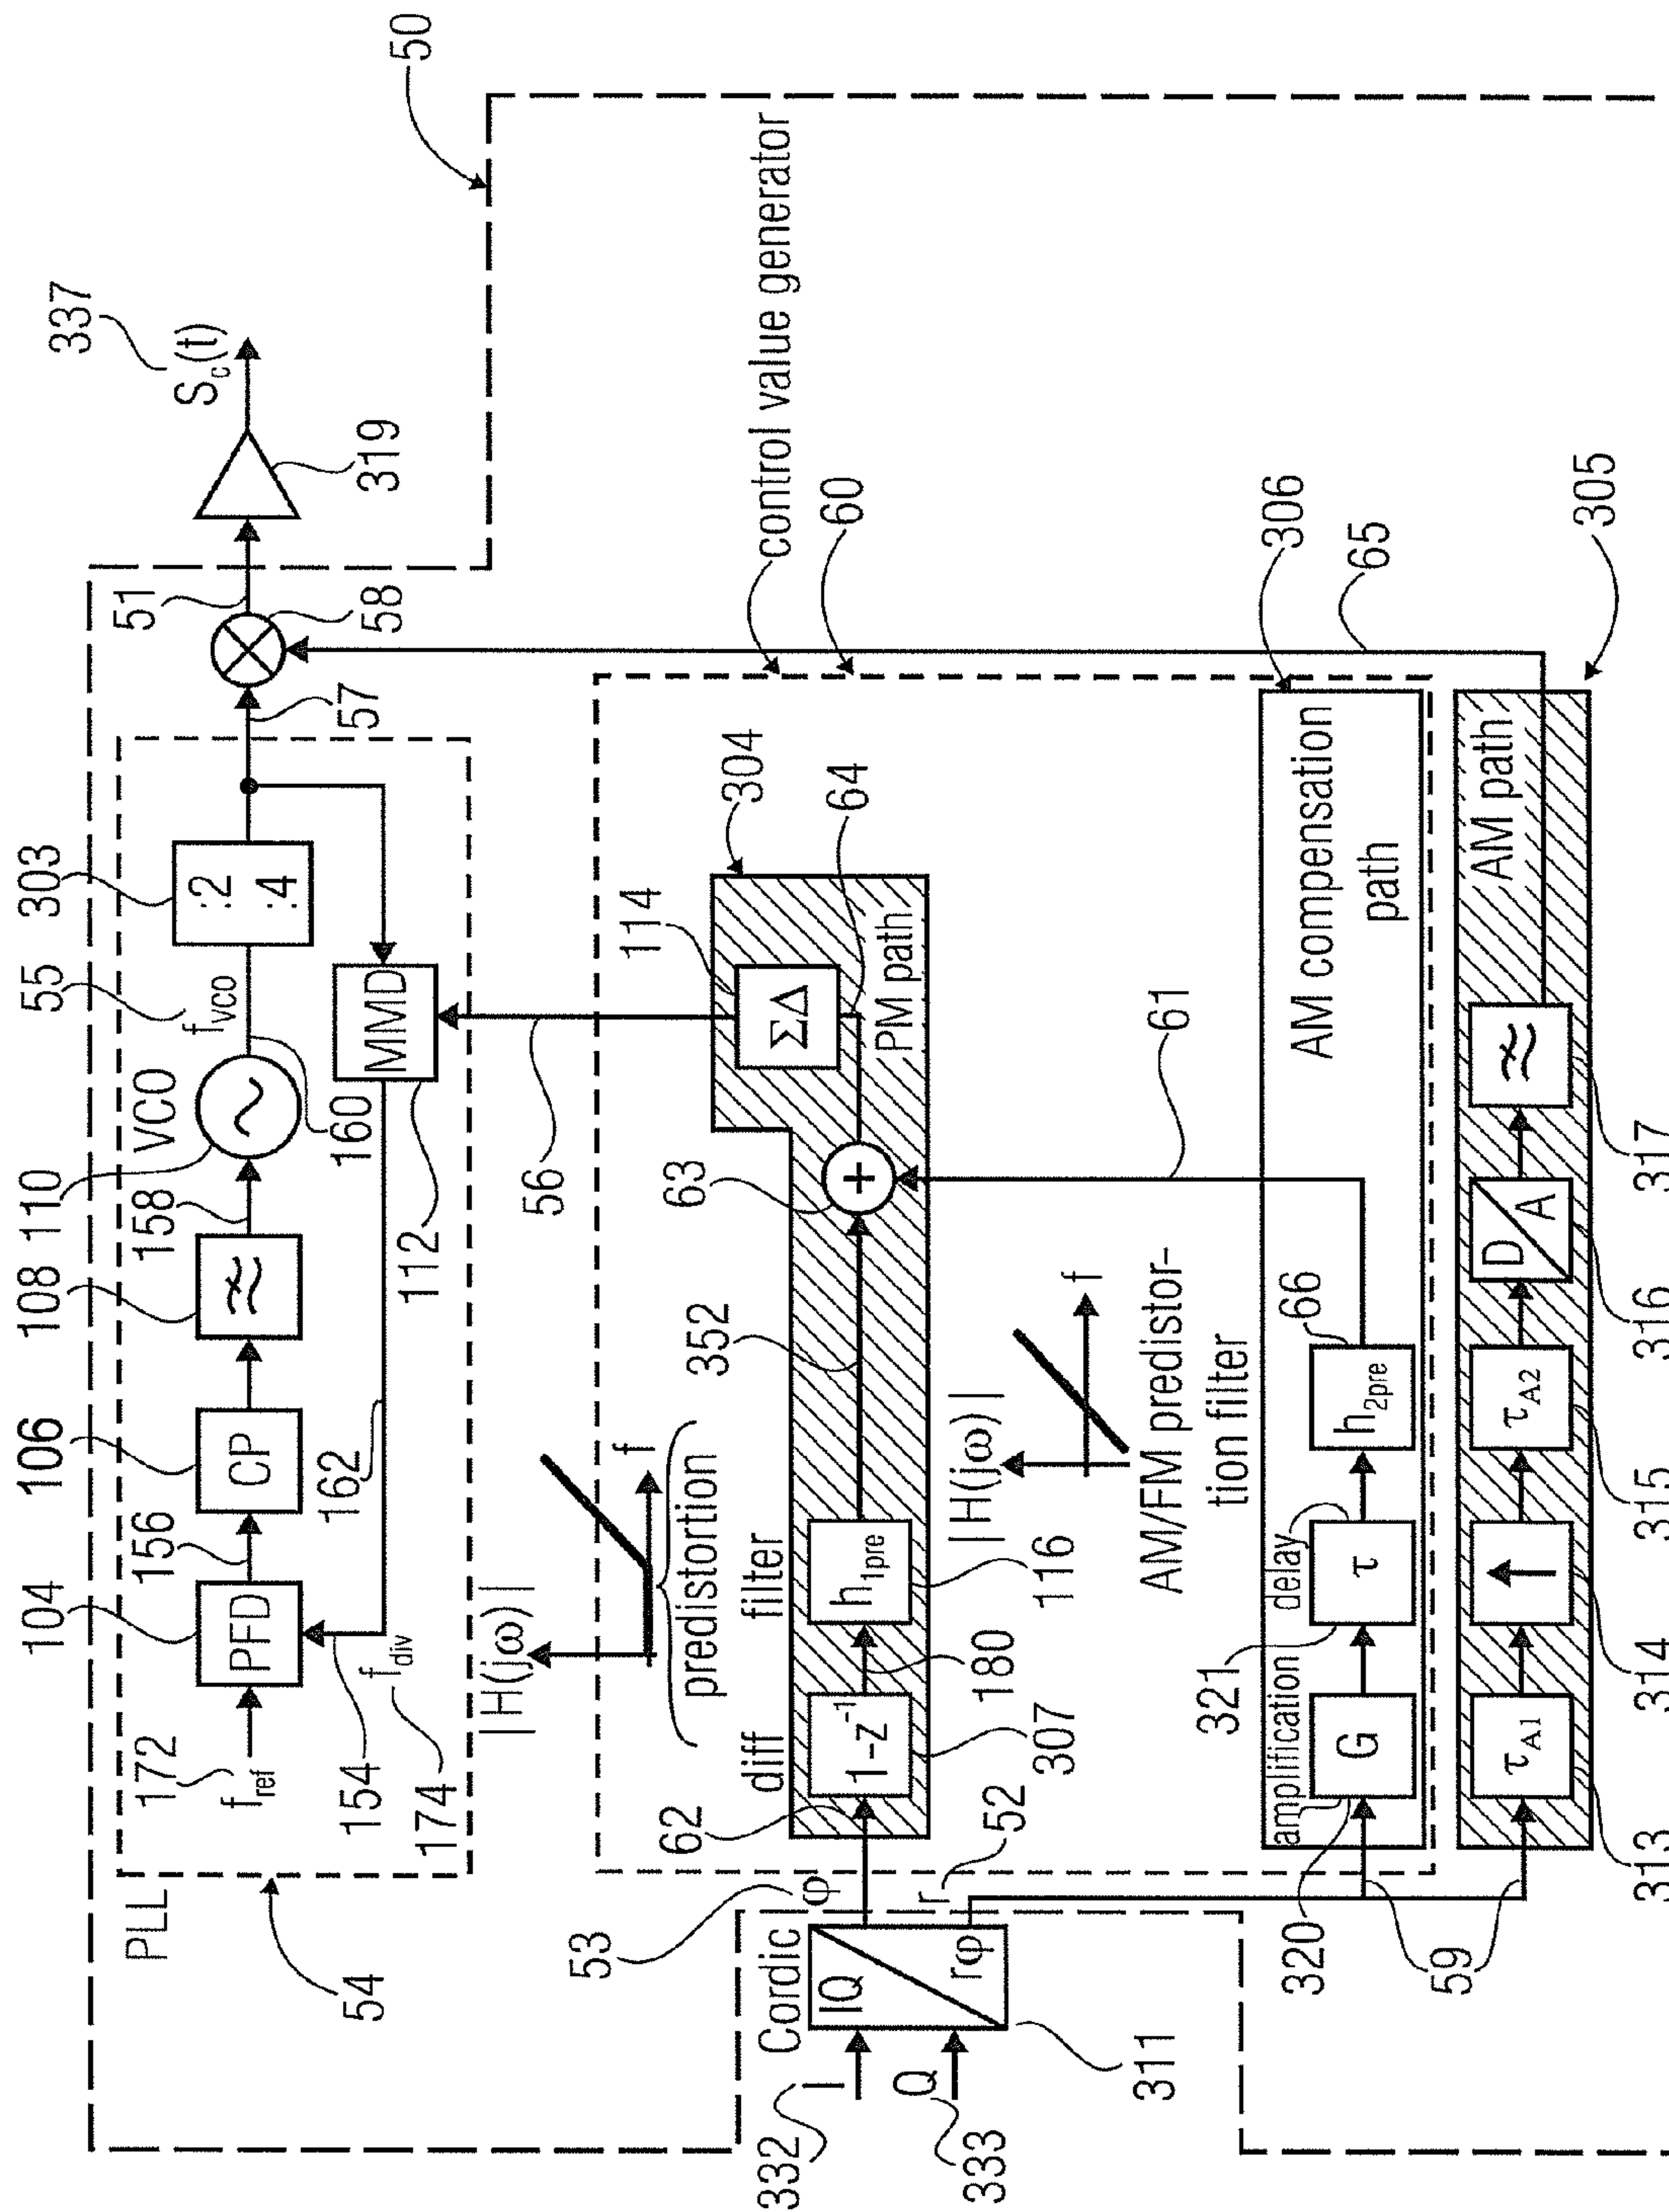 337
S_c(t)
319
50
104
106
108
110
55
303
PLL
172
f_ref
PFD
156
CP
158
VCO
f_VCO
:2
:4
57
51
58
154
f_div
174
162
160
112
MMD
54
control value generator
60
|H(jω)|
f
predistortion
56
304
114
ΣΔ
64
PM path
53
φ
62
diff
filter
1-z^-1
h_1pre
352
63
+
307
180
116
Cordic
IQ
rφ
332
I
333
Q
311
r
52
|H(jω)|
f
AM/FM predistor-
tion filter
61
306
65
321
amplification
delay
G
τ
h_2pre
66
AM compensation
path
320
59
305
τ_A1
τ_A2
D
A
AM path
313
314
315
316
317